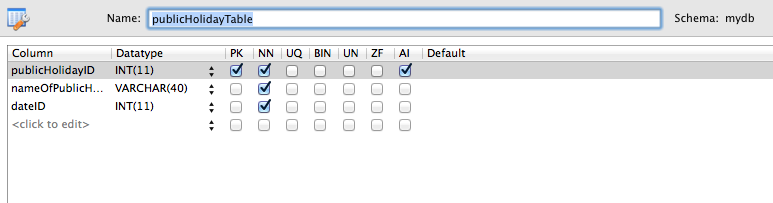 Name: publicHolidayTable Schema: mydb
Column Datatype PK NN UQ BIN UN ZF AI Default
publicHolidayID INT(11)
nameOfPublicH... VARCHAR(40)
dateID INT(11)
<click to edit>